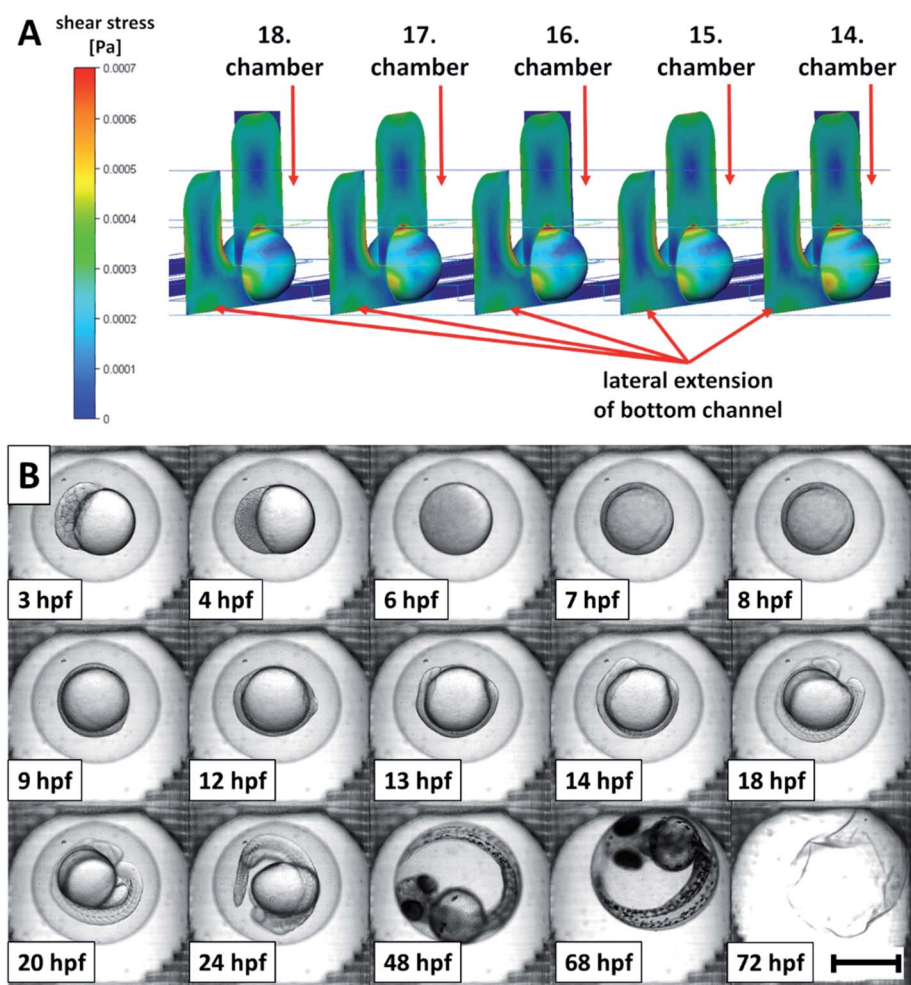 A
shear stress
[Pa]
0.0007
0.0006
0.0005
0.0004
0.0003
0.0002
0.0001
0
18.
chamber
17.
chamber
16.
chamber
15.
chamber
14.
chamber
lateral extension
of bottom channel
B
3 hpf
4 hpf
6 hpf
7 hpf
8 hpf
9 hpf
12 hpf
13 hpf
14 hpf
18 hpf
20 hpf
24 hpf
48 hpf
68 hpf
72 hpf